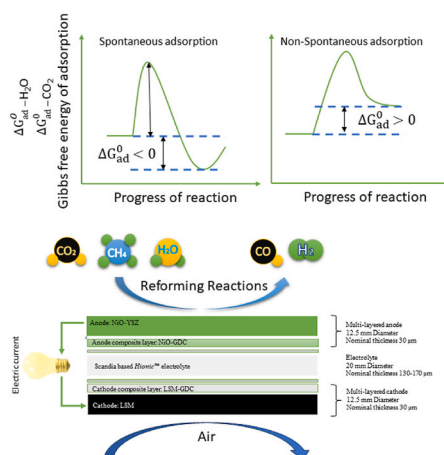 Spontaneous adsorption
Non-Spontaneous adsorption
ΔG⁰ad –H₂O
ΔG⁰ad –CO₂
Gibbs free energy of adsorption
ΔG⁰ad < 0
ΔG⁰ad > 0
Progress of reaction
Progress of reaction
CO₂
CH₄
H₂O
CO
H₂
Reforming Reactions
Electric current
Anode: NiO-YSZ
Anode composite layer: NiO-GDC
Scandia based Hionic™ electrolyte
Cathode composite layer: LSM-GDC
Cathode: LSM
Multi-layered anode
12.5 mm Diameter
Nominal thickness 30 μm
Electrolyte
20 mm Diameter
Nominal thickness 130-170 μm
Multi-layered cathode
12.5 mm Diameter
Nominal thickness 30 μm
Air